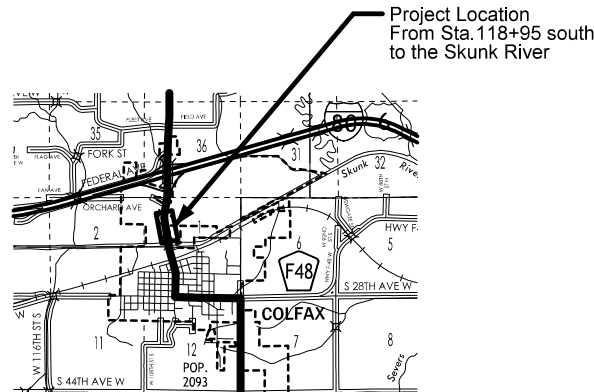 Project Location
From Sta.118+95 south
to the Skunk River
35
36
FORK ST
FEDERAL AVE
ORCHARD AVE
80
6
31
32
Skunk
River
2
1
6
5
HWY F-
F48
S 28TH AVE W
COLFAX
W 116TH ST S
11
12
7
8
POP.
2093
S 44TH AVE W
Severs